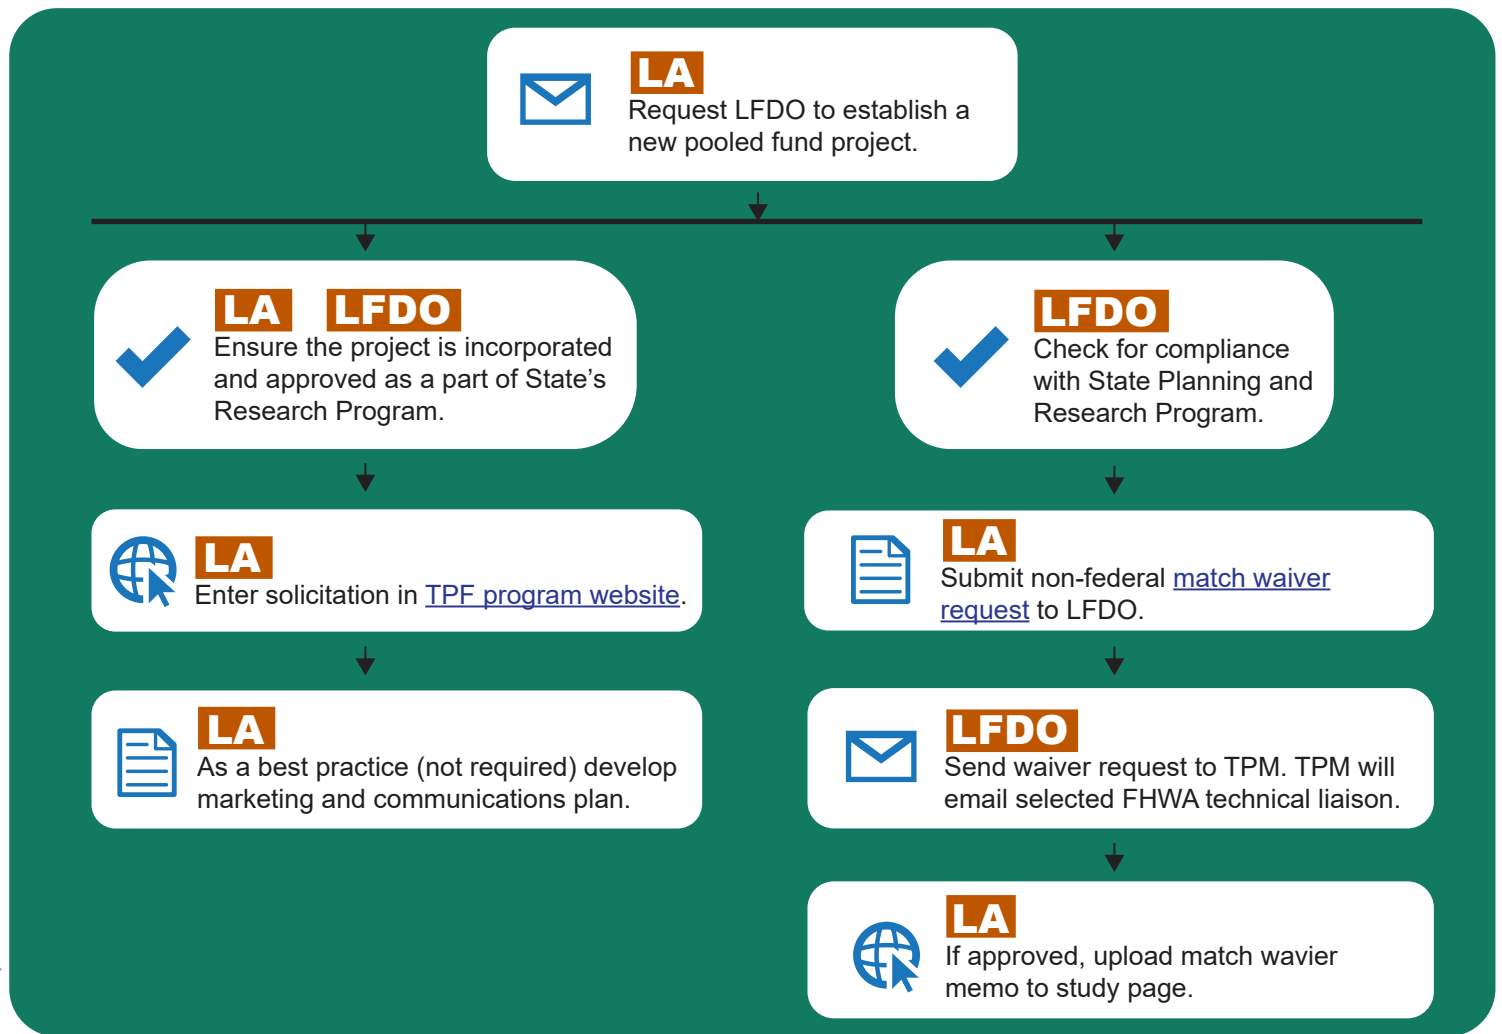 LA
Request LFDO to establish a
new pooled fund project.
LA LFDO
Ensure the project is incorporated
and approved as a part of State’s
Research Program.
LA
Enter solicitation in TPF program website.
LA
As a best practice (not required) develop
marketing and communications plan.
LFDO
Check for compliance
with State Planning and
Research Program.
LA
Submit non-federal match waiver
request to LFDO.
LFDO
Send waiver request to TPM. TPM will
email selected FHWA technical liaison.
LA
If approved, upload match wavier
memo to study page.